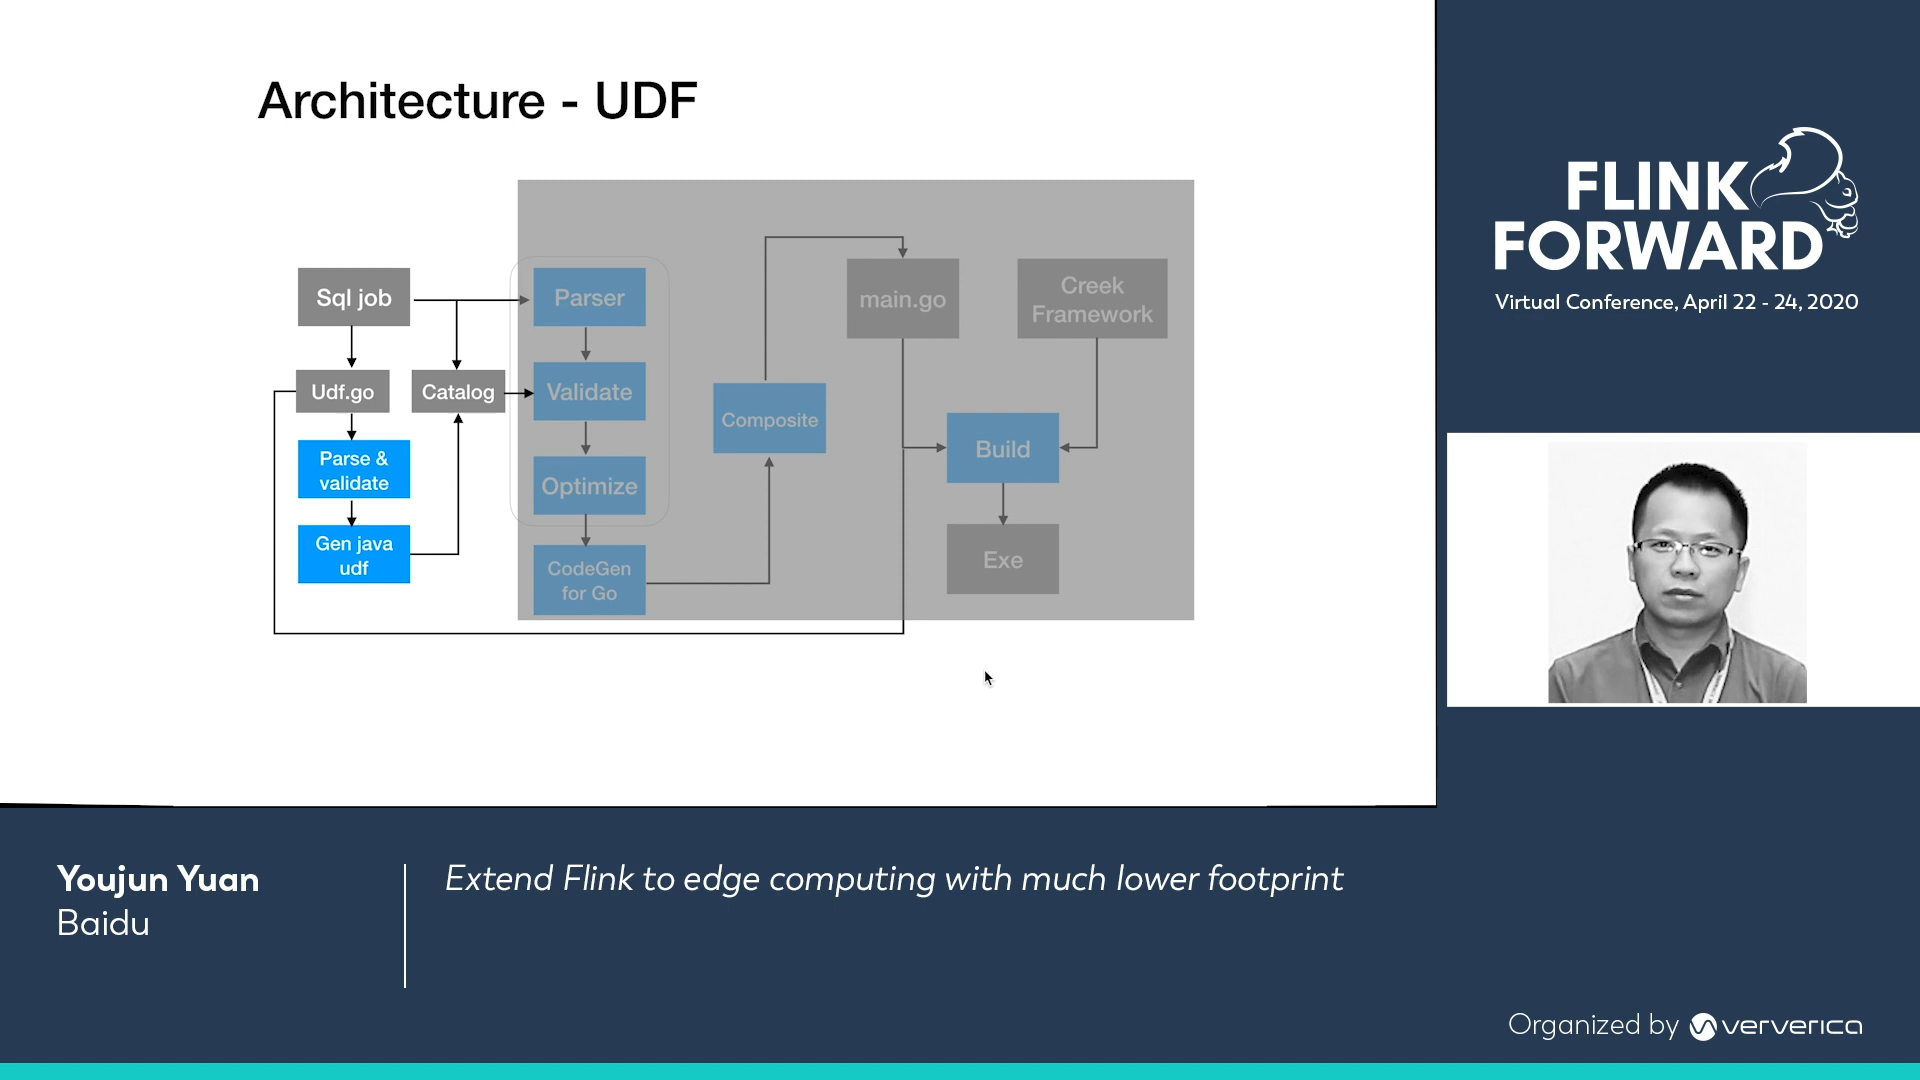 Architecture - UDF
Sql job
Udf.go
Catalog
Parse &
validate
Gen java
udf
Parser
Validate
Optimize
CodeGen
for Go
Composite
main.go
Creek
Framework
Build
Exe
FLINK
FORWARD
Virtual Conference, April 22 - 24, 2020
Youjun Yuan
Baidu
Extend Flink to edge computing with much lower footprint
Organized by ververica